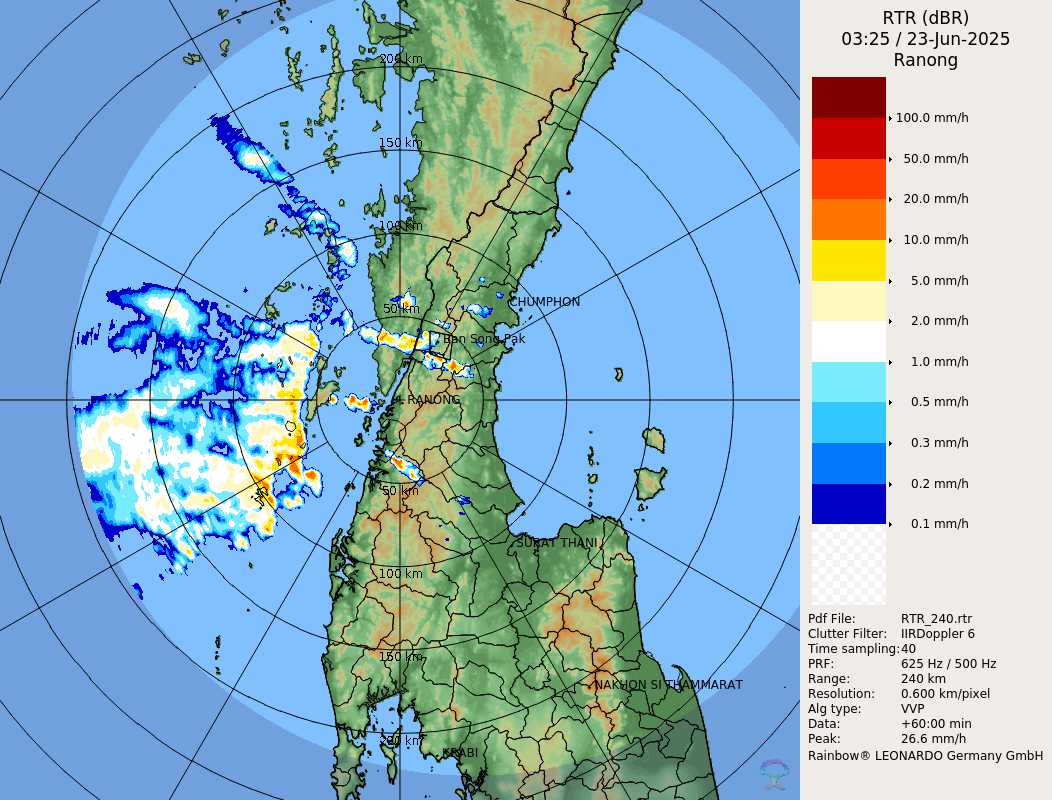 RTR (dBR)
03:25 / 23-Jun-2025
Ranong
100.0 mm/h
50.0 mm/h
20.0 mm/h
10.0 mm/h
5.0 mm/h
2.0 mm/h
1.0 mm/h
0.5 mm/h
0.3 mm/h
0.2 mm/h
0.1 mm/h
Pdf File: RTR_240.rtr
Clutter Filter: IIRDoppler 6
Time sampling: 40
PRF: 625 Hz / 500 Hz
Range: 240 km
Resolution: 0.600 km/pixel
Alg type: VVP
Data: +60:00 min
Peak: 26.6 mm/h
Rainbow® LEONARDO Germany GmbH
200 km
150 km
100 km
50 km
CHUMPHON
Ban Song Pak
RANONG
50 km
SURAT THANI
100 km
150 km
NAKHON SI THAMMARAT
200 km
KRABI